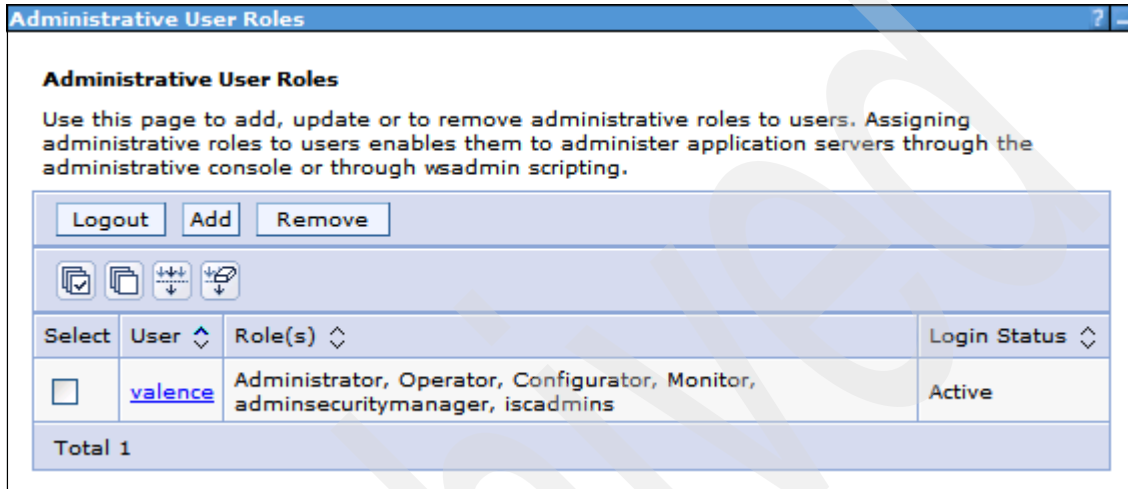 Administrative User Roles ? –
Administrative User Roles
Use this page to add, update or to remove administrative roles to users. Assigning
administrative roles to users enables them to administer application servers through the
administrative console or through wsadmin scripting.
Logout Add Remove
Select User Role(s) Login Status
valence Administrator, Operator, Configurator, Monitor, Active
adminsecuritymanager, iscadmins
Total 1